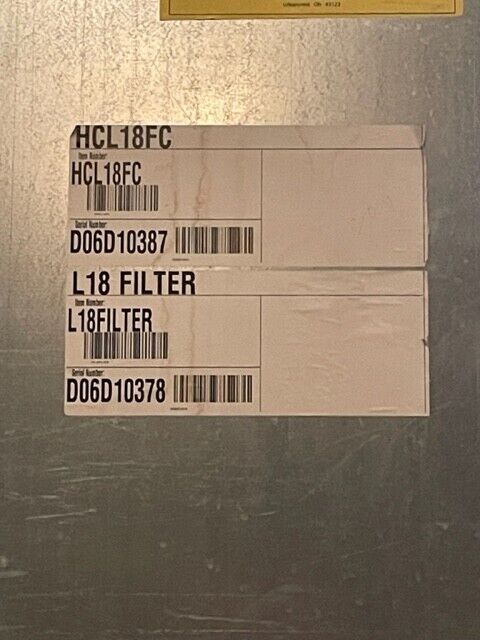 HCL18FC
Item Number:
HCL18FC
Serial Number:
D06D10387
L18 FILTER
Item Number:
L18FILTER
Serial Number:
D06D10378